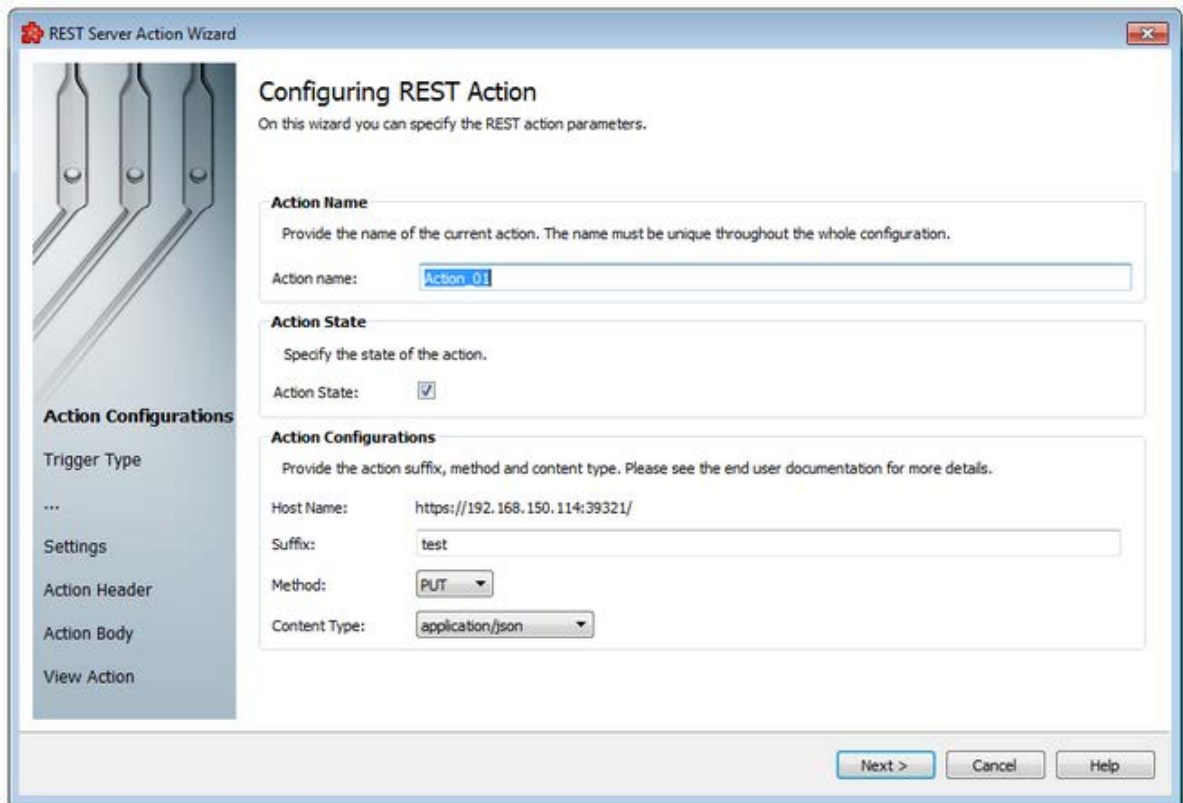 REST Server Action Wizard
Configuring REST Action
On this wizard you can specify the REST action parameters.
Action Name
Provide the name of the current action. The name must be unique throughout the whole configuration.
Action name: Action_01
Action State
Specify the state of the action.
Action State:
Action Configurations
Provide the action suffix, method and content type. Please see the end user documentation for more details.
Host Name: https://192.168.150.114:39321/
Suffix: test
Method: PUT
Content Type: application/json
Action Configurations
Trigger Type
...
Settings
Action Header
Action Body
View Action
Next >
Cancel
Help